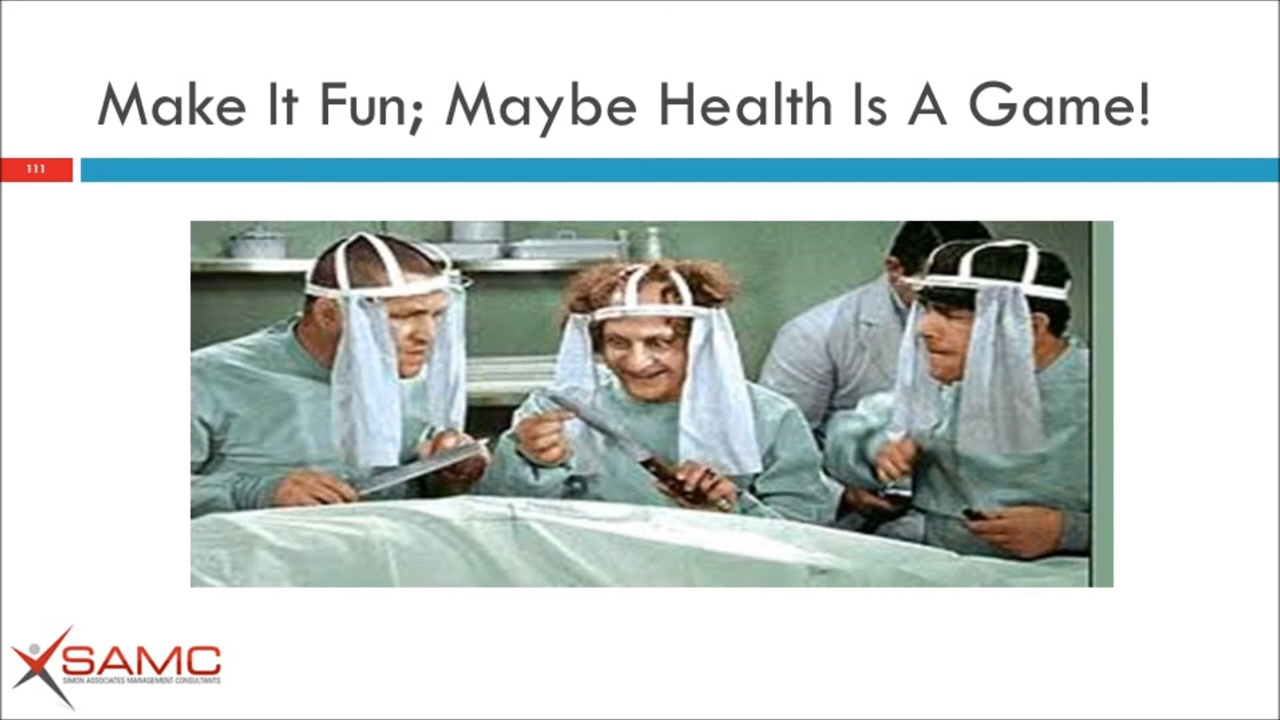 Make It Fun; Maybe Health Is A Game!
111
SAMC
SIMON ASSOCIATES MANAGEMENT CONSULTANTS